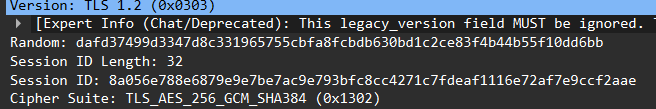 Version: TLS 1.2 (0x0303)
[Expert Info (Chat/Deprecated): This legacy_version field MUST be ignored. T
Random: dafd37499d3347d8c331965755cbfa8fcbdb630bd1c2ce83f4b44b55f10dd6bb
Session ID Length: 32
Session ID: 8a056e788e6879e9e7be7ac9e793bfc8cc4271c7fdeaf1116e72af7e9ccf2aae
Cipher Suite: TLS_AES_256_GCM_SHA384 (0x1302)